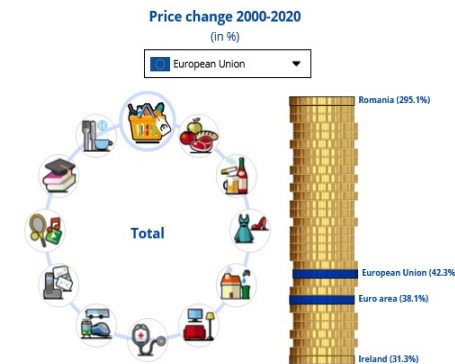 Price change 2000-2020
(in %)
European Union
Romania (295.1%)
Total
European Union (42.3%
Euro area (38.1%)
Ireland (31.3%)